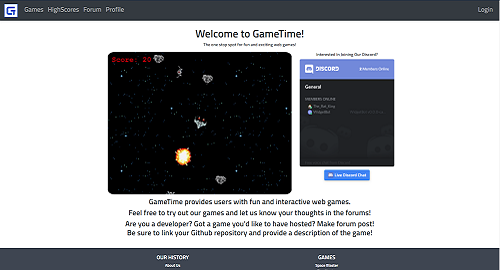 Games HighScores Forum Profile Login
Welcome to GameTime!
The one stop spot for fun and exciting web games!
Score: 20
Interested in Joining Our Discord?
DISCORD
Members Online
General
MEMBERS ONLINE
Live Discord Chat
GameTime provides users with fun and interactive web games.
Feel free to try out our games and let us know your thoughts in the forums!
Are you a developer? Got a game you'd like to have hosted? Make forum post!
Be sure to link your Github repository and provide a description of the game!
OUR HISTORY GAMES
About Us Space Blaster